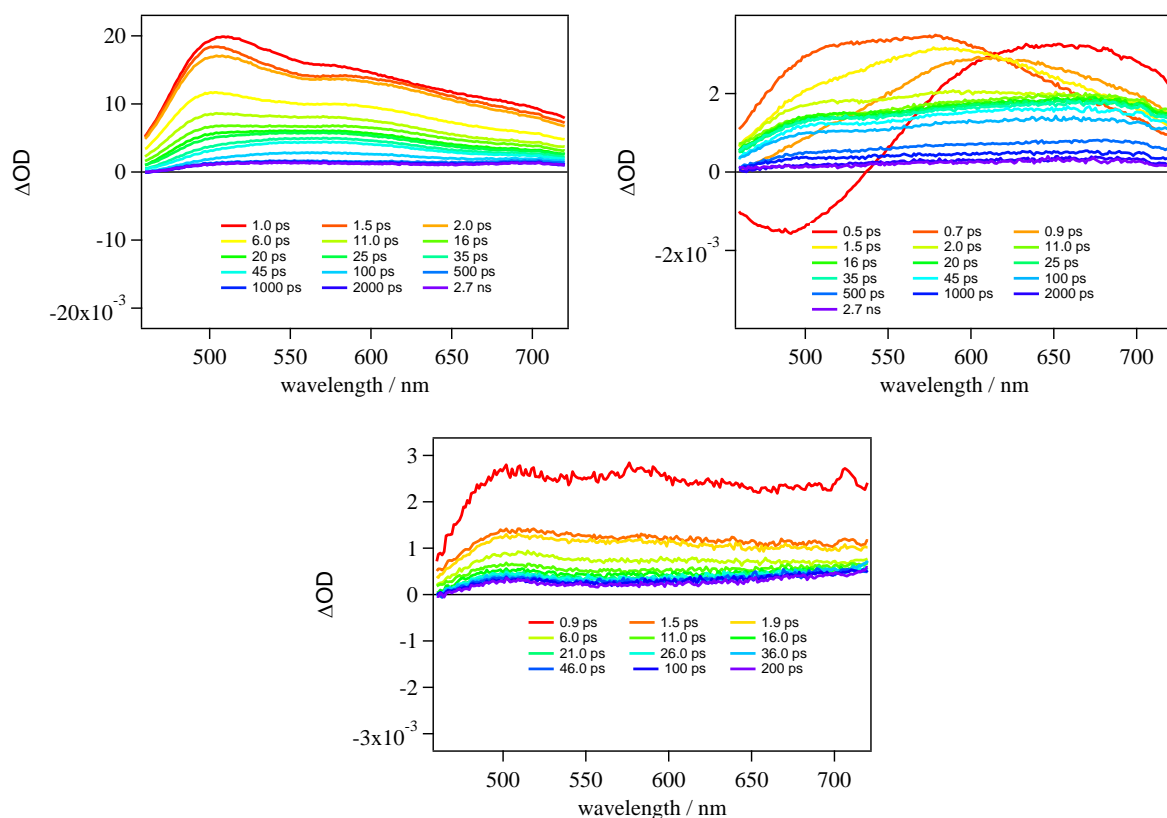 20
10
0
-10
-20x10⁻³
ΔOD
1.0 ps 1.5 ps 2.0 ps
6.0 ps 11.0 ps 16 ps
20 ps 25 ps 35 ps
45 ps 100 ps 500 ps
1000 ps 2000 ps 2.7 ns
500 550 600 650 700
wavelength / nm
2
0
-2x10⁻³
ΔOD
0.5 ps 0.7 ps 0.9 ps
1.5 ps 2.0 ps 11.0 ps
16 ps 20 ps 25 ps
35 ps 45 ps 100 ps
500 ps 1000 ps 2000 ps
2.7 ns
500 550 600 650 700
wavelength / nm
3
2
1
0
-1
-2
-3x10⁻³
ΔOD
0.9 ps 1.5 ps 1.9 ps
6.0 ps 11.0 ps 16.0 ps
21.0 ps 26.0 ps 36.0 ps
46.0 ps 100 ps 200 ps
500 550 600 650 700
wavelength / nm